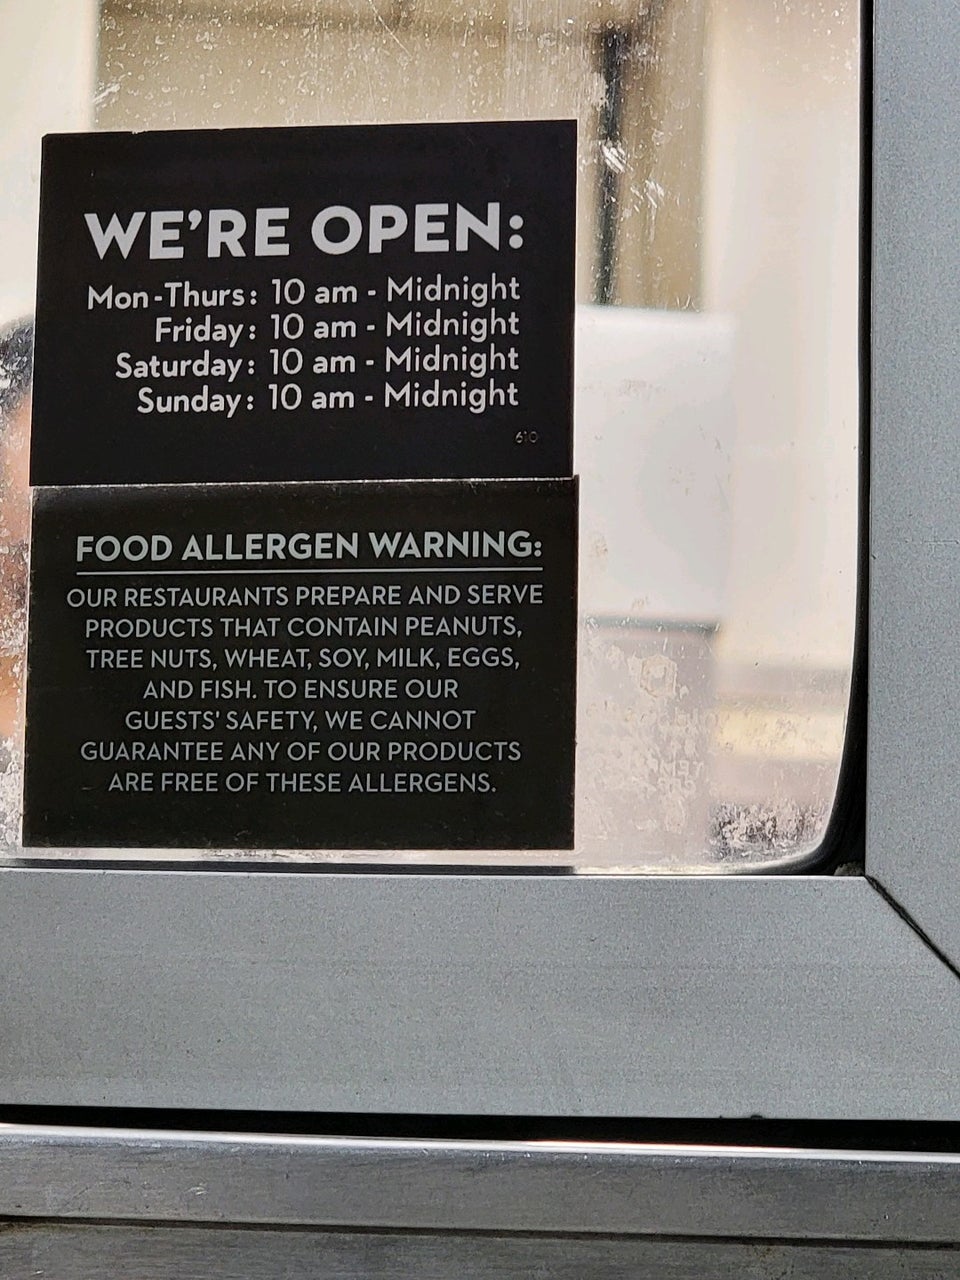 WE'RE OPEN:
Mon-Thurs: 10 am - Midnight
Friday: 10 am - Midnight
Saturday: 10 am - Midnight
Sunday: 10 am - Midnight
610
FOOD ALLERGEN WARNING:
OUR RESTAURANTS PREPARE AND SERVE
PRODUCTS THAT CONTAIN PEANUTS,
TREE NUTS, WHEAT, SOY, MILK, EGGS,
AND FISH. TO ENSURE OUR
GUESTS' SAFETY, WE CANNOT
GUARANTEE ANY OF OUR PRODUCTS
ARE FREE OF THESE ALLERGENS.